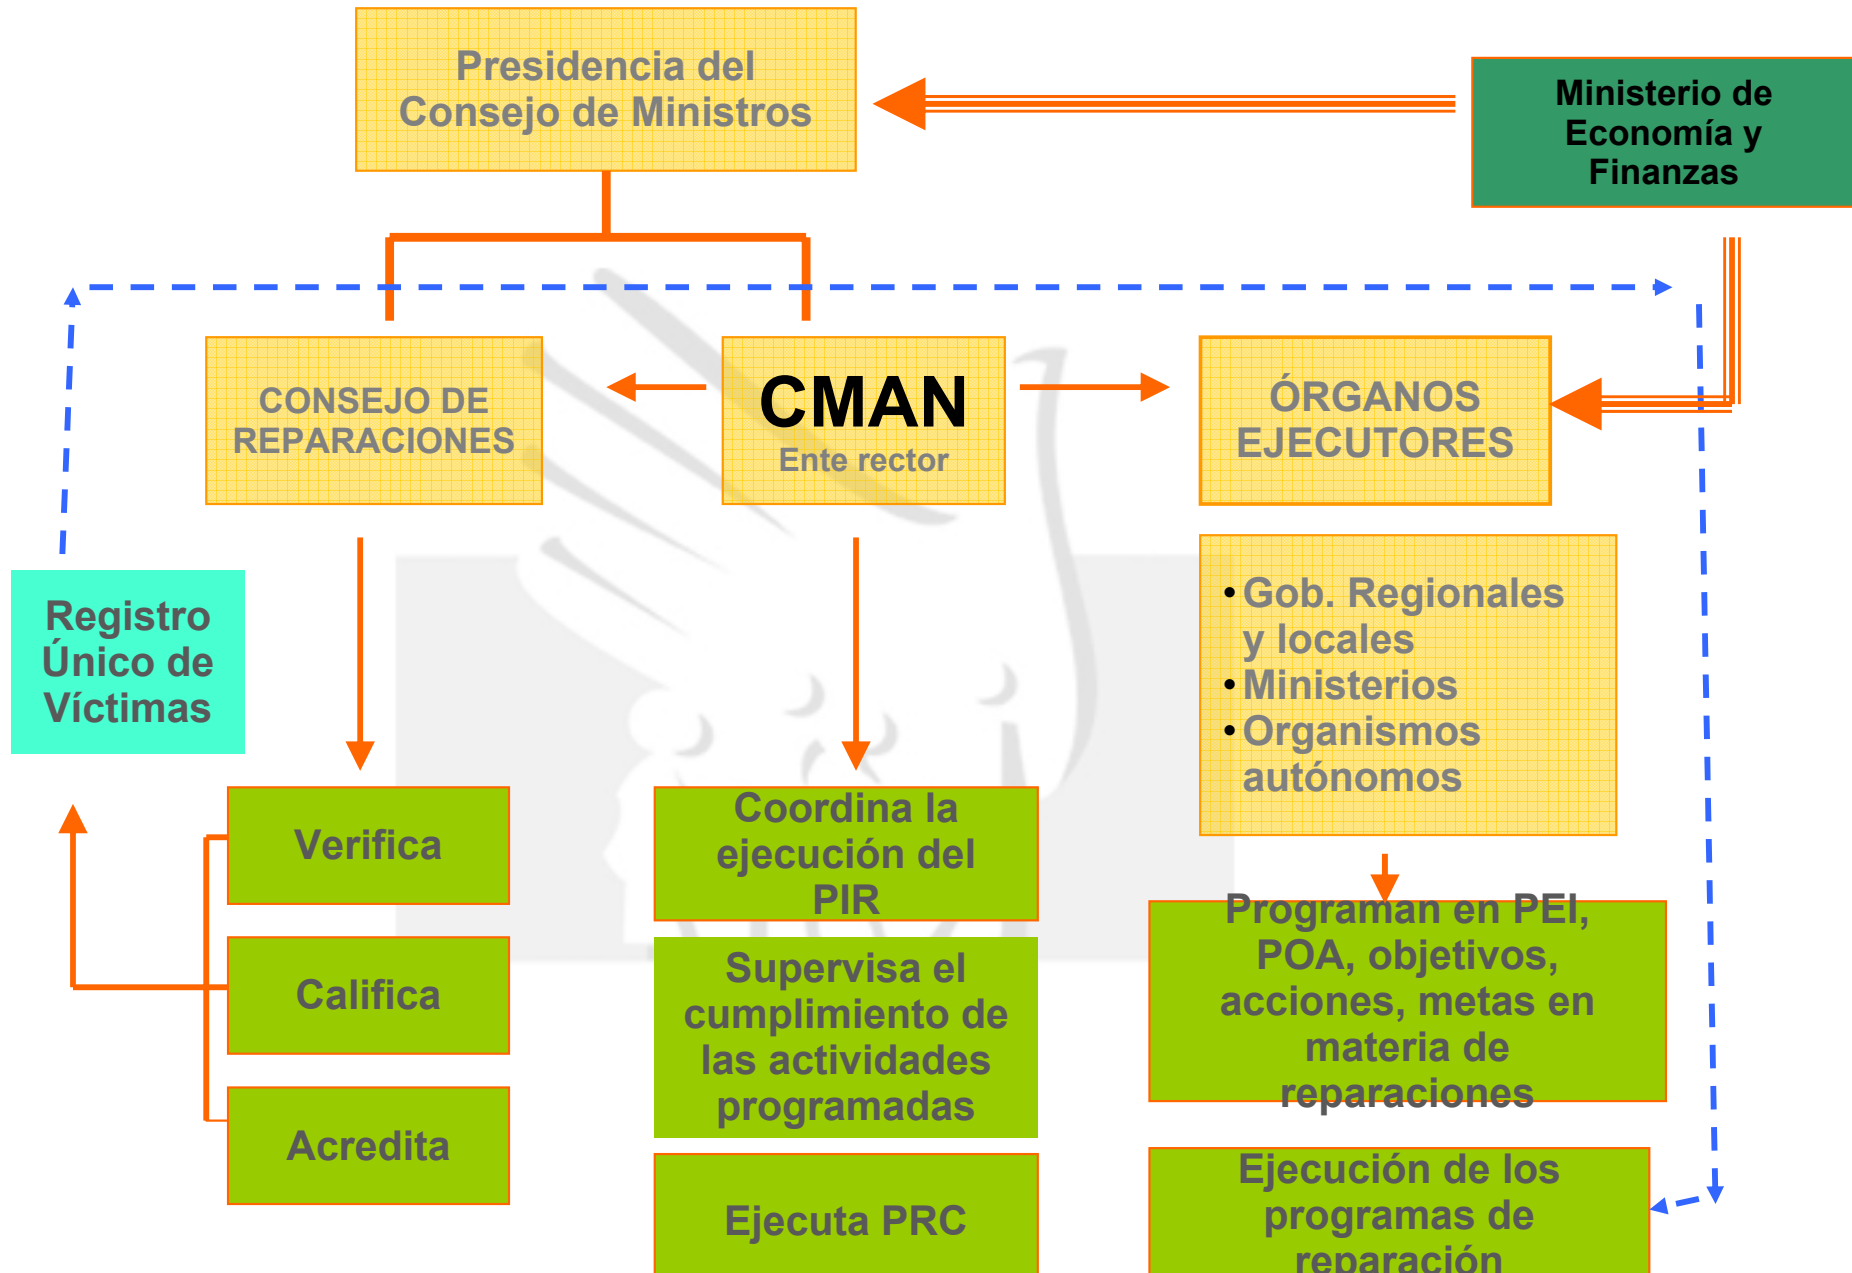 Presidencia del
Consejo de Ministros
Ministerio de
Economía y
Finanzas
CONSEJO DE
REPARACIONES
CMAN
Ente rector
ÓRGANOS
EJECUTORES
Registro
Único de
Víctimas
• Gob. Regionales
y locales
• Ministerios
• Organismos
autónomos
Verifica
Califica
Acredita
Coordina la
ejecución del
PIR
Supervisa el
cumplimiento de
las actividades
programadas
Ejecuta PRC
Programan en PEI,
POA, objetivos,
acciones, metas en
materia de
reparaciones
Ejecución de los
programas de
reparación